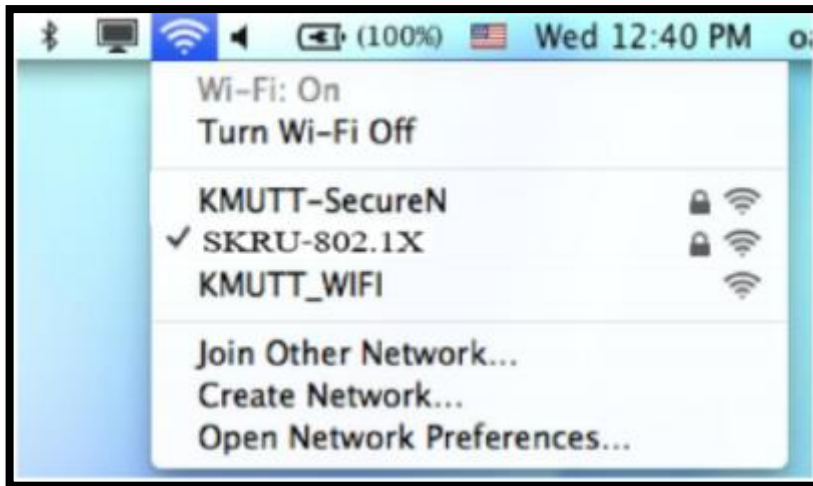 (100%) Wed 12:40 PM
Wi-Fi: On
Turn Wi-Fi Off
KMUTT-SecureN
SKRU-802.1X
KMUTT_WIFI
Join Other Network...
Create Network...
Open Network Preferences...